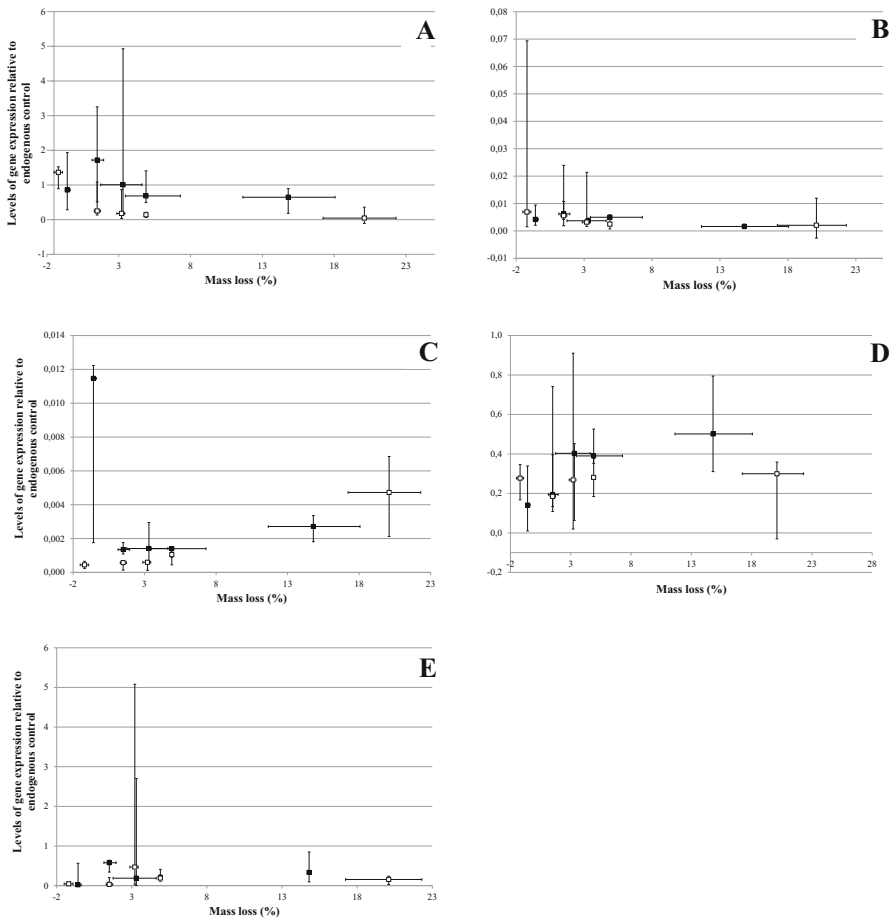 A
Levels of gene expression relative to
endogenous control
6
5
4
3
2
1
0
-1
-2 3 8 13 18 23
Mass loss (%)
B
0,08
0,07
0,06
0,05
0,04
0,03
0,02
0,01
0,00
-0,01
-2 3 8 13 18 23
Mass loss (%)
C
Levels of gene expression relative to
endogenous control
0,014
0,012
0,010
0,008
0,006
0,004
0,002
0,000
-2 3 8 13 18 23
Mass loss (%)
D
1,0
0,8
0,6
0,4
0,2
0,0
-0,2
-2 3 8 13 18 23 28
Mass loss (%)
E
Levels of gene expression relative to
endogenous control
6
5
4
3
2
1
0
-2 3 8 13 18 23
Mass loss (%)